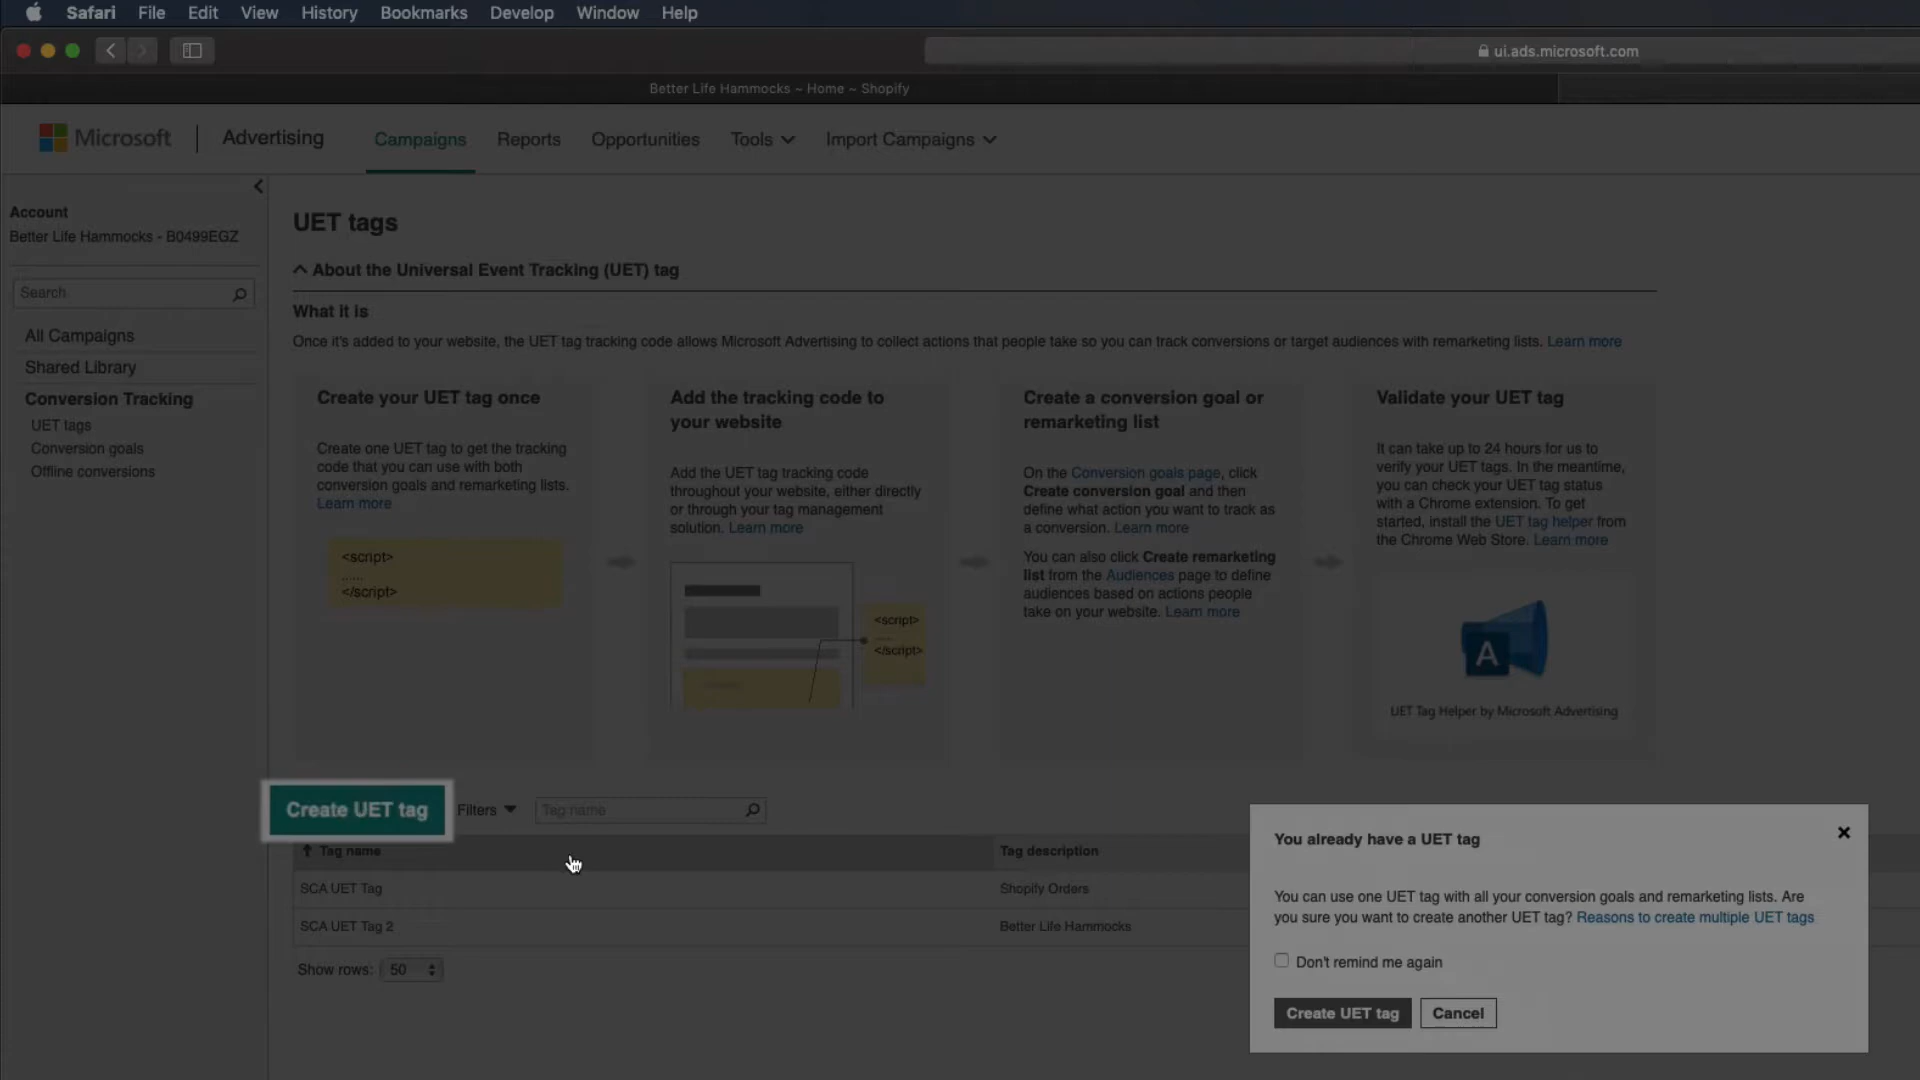 Safari File Edit View History Bookmarks Develop Window Help
ui.ads.microsoft.com
Better Life Hammocks ~ Home ~ Shopify
Microsoft Advertising Campaigns Reports Opportunities Tools Import Campaigns
Account
Better Life Hammocks - B0499EGZ
Search
All Campaigns
Shared Library
Conversion Tracking
UET tags
Conversion goals
Offline conversions
UET tags
About the Universal Event Tracking (UET) tag
What it is
Once it's added to your website, the UET tag tracking code allows Microsoft Advertising to collect actions that people take so you can track conversions or target audiences with remarketing lists. Learn more
Create your UET tag once
Create one UET tag to get the tracking
code that you can use with both
conversion goals and remarketing lists.
Learn more
<script>
......
</script>
Add the tracking code to
your website
Add the UET tag tracking code
throughout your website, either directly
or through your tag management
solution. Learn more
<script>
......
</script>
Create a conversion goal or
remarketing list
On the Conversion goals page, click
Create conversion goal and then
define what action you want to track as
a conversion. Learn more
You can also click Create remarketing
list from the Audiences page to define
audiences based on actions people
take on your website. Learn more
Validate your UET tag
It can take up to 24 hours for us to
verify your UET tags. In the meantime,
you can check your UET tag status
with a Chrome extension. To get
started, install the UET tag helper from
the Chrome Web Store. Learn more
A
UET Tag Helper by Microsoft Advertising
Create UET tag Filters Tag name
Tag name Tag description
SCA UET Tag Shopify Orders
SCA UET Tag 2 Better Life Hammocks
Show rows: 50
You already have a UET tag
You can use one UET tag with all your conversion goals and remarketing lists. Are
you sure you want to create another UET tag? Reasons to create multiple UET tags
Don't remind me again
Create UET tag Cancel